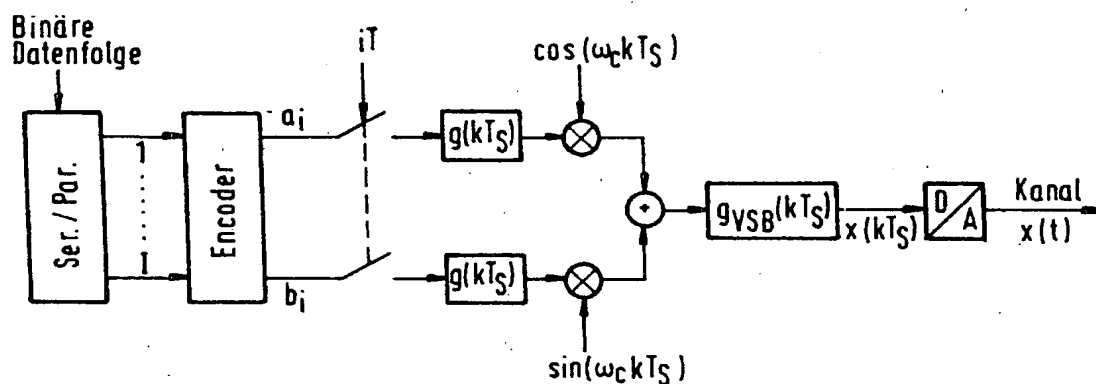 Binäre
Datenfolge
iT
cos(ω_c kT_S)
Ser./Par.
1
I
Encoder
a_i
b_i
g(kT_S)
g(kT_S)
+
g_VSB(kT_S)
x(kT_S)
D/A
Kanal
x(t)
sin(ω_c kT_S)